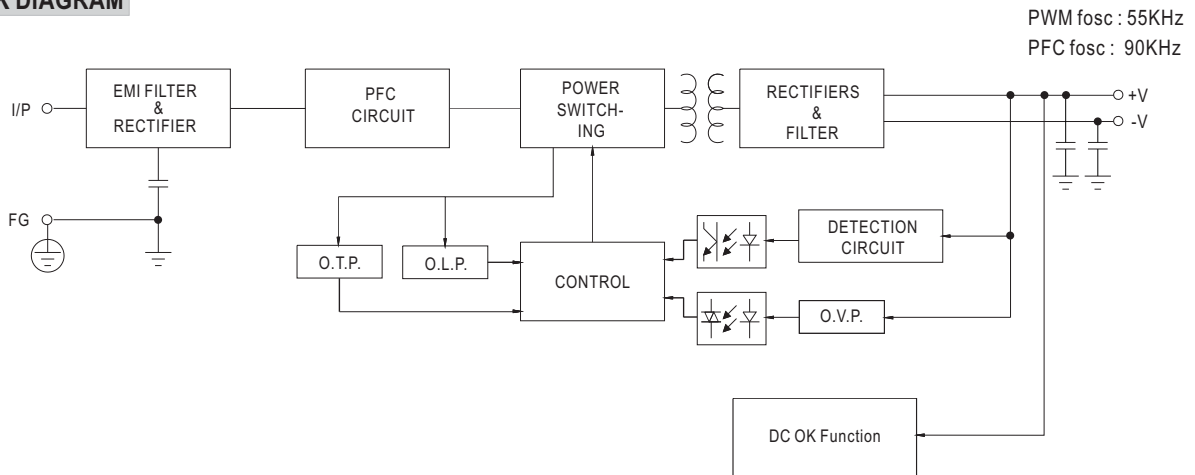 DIAGRAM
PWM fosc : 55KHz
PFC fosc : 90KHz
I/P
EMI FILTER
&
RECTIFIER
PFC
CIRCUIT
POWER
SWITCH-
ING
RECTIFIERS
&
FILTER
+V
-V
FG
O.T.P.
O.L.P.
CONTROL
DETECTION
CIRCUIT
O.V.P.
DC OK Function